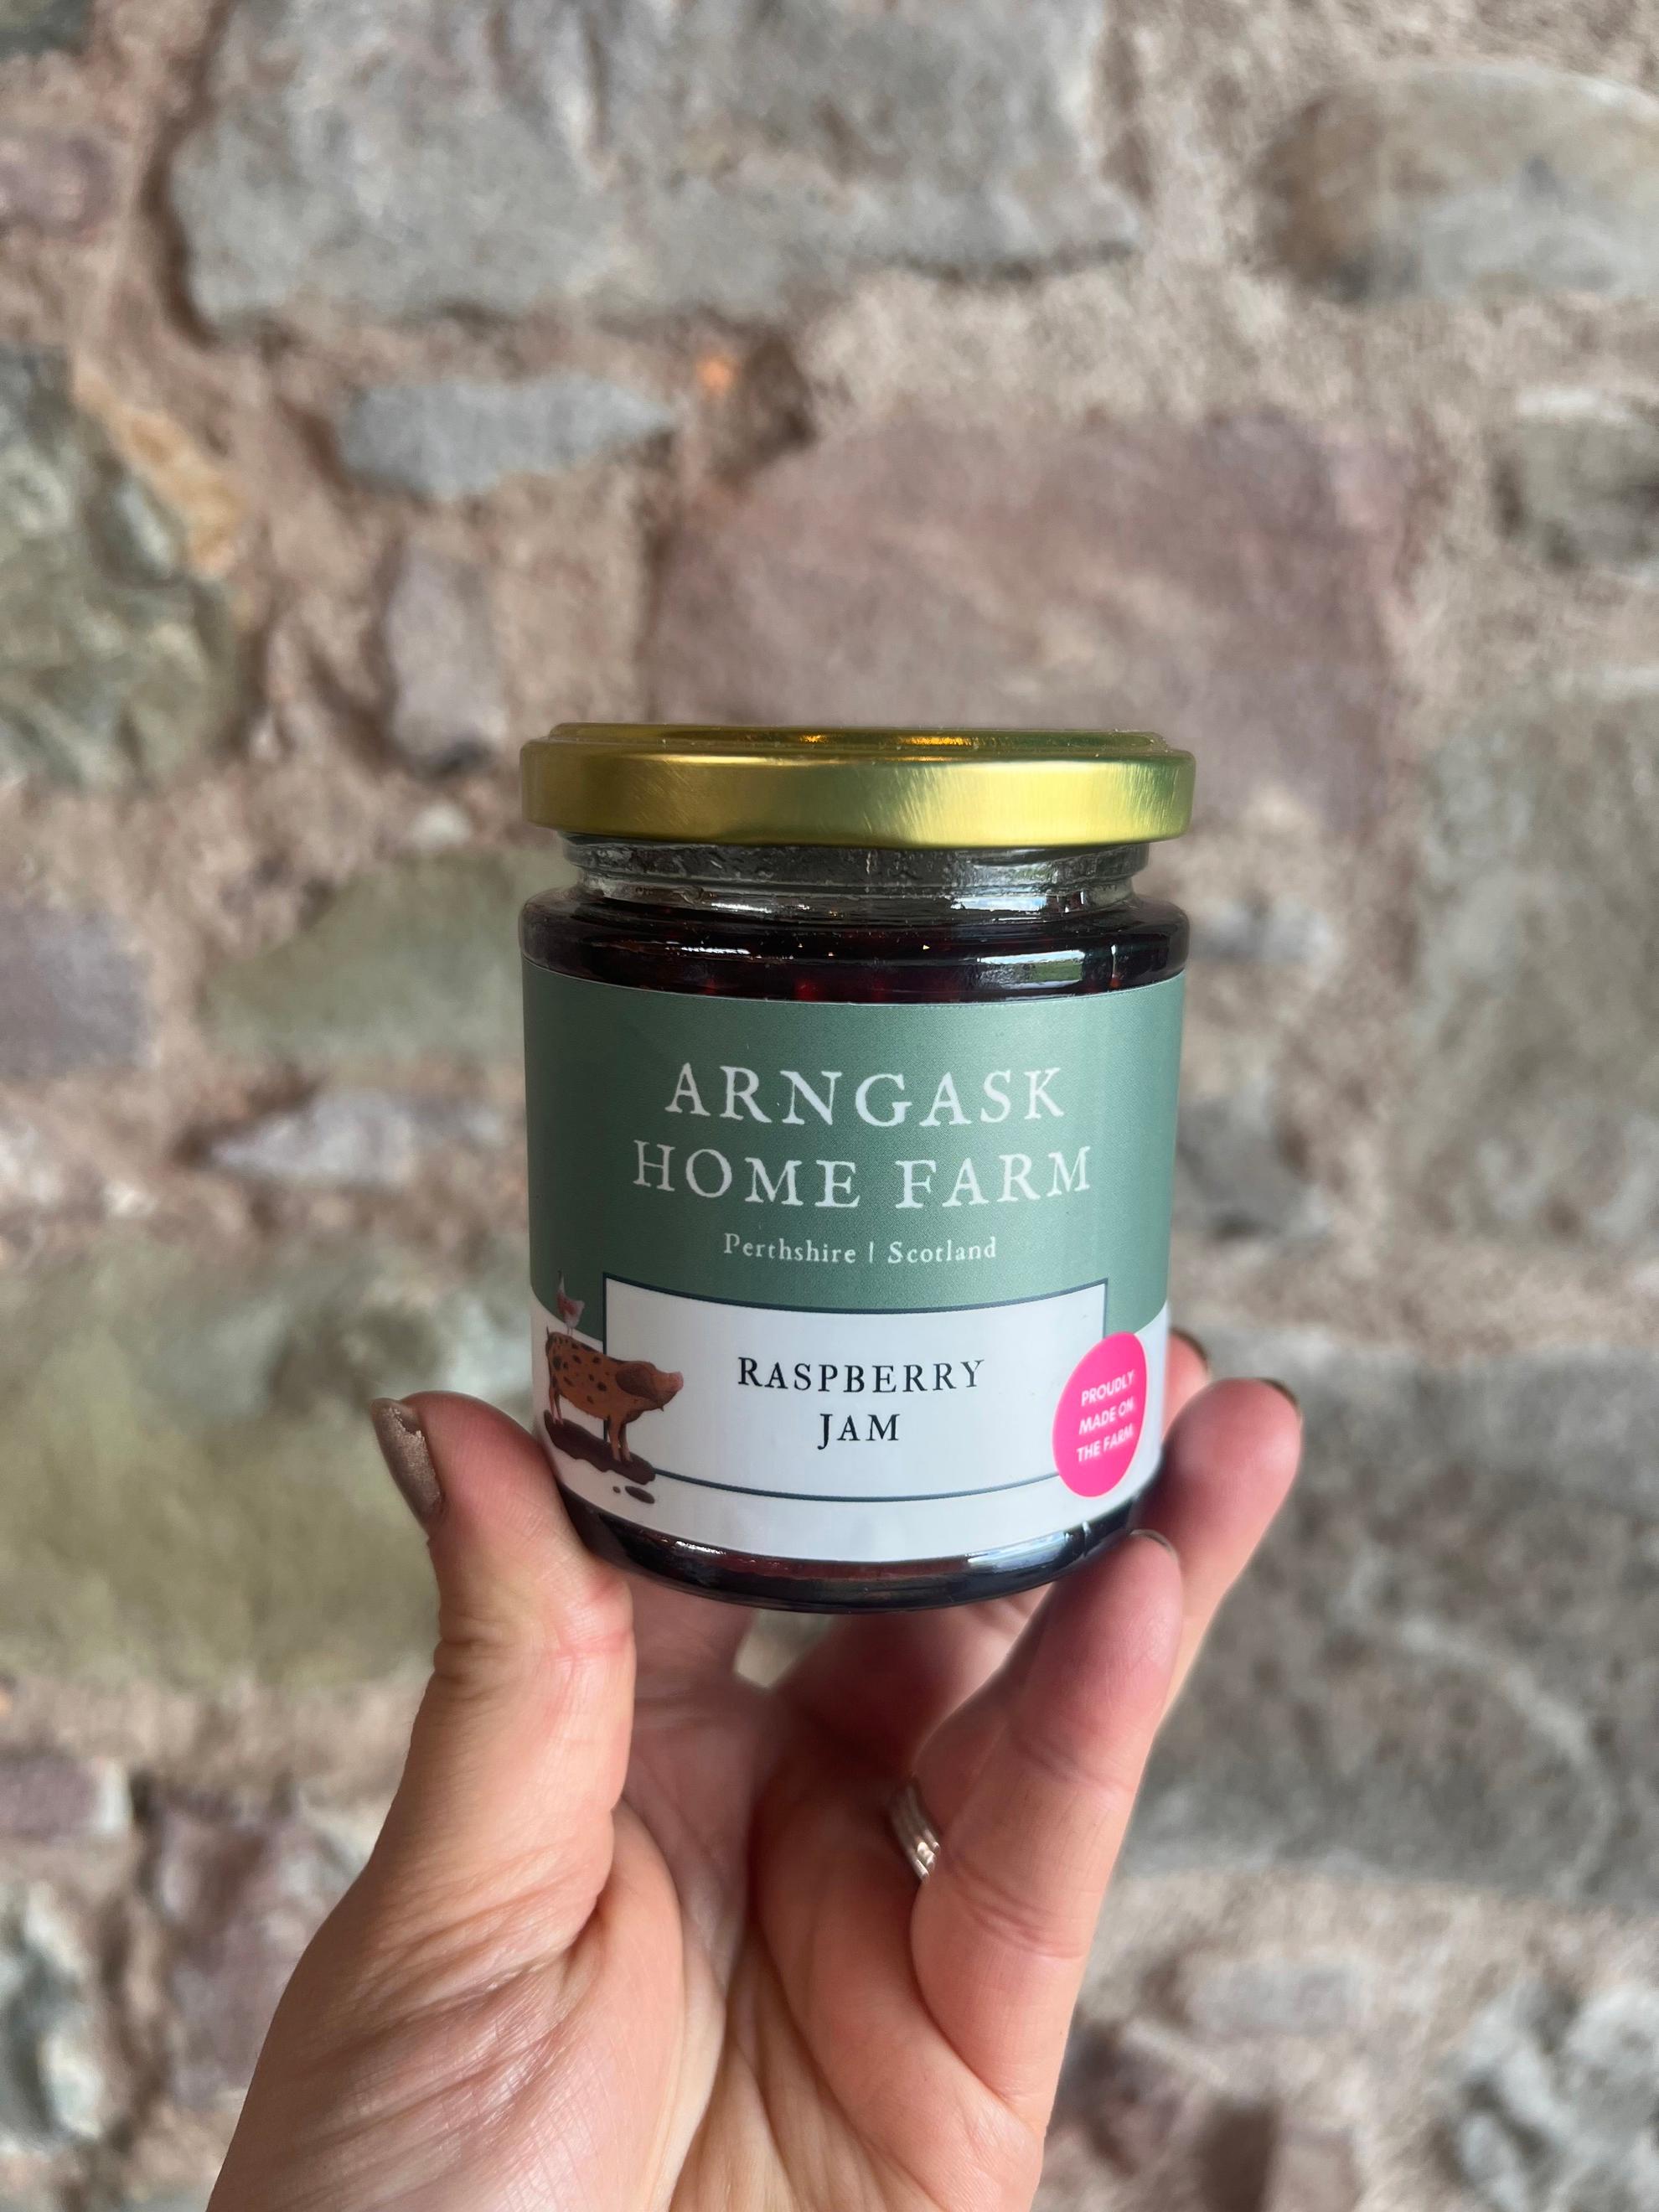 ARNGASK
HOME FARM
Perthshire | Scotland
RASPBERRY
JAM
PROUDLY
MADE ON
THE FARM